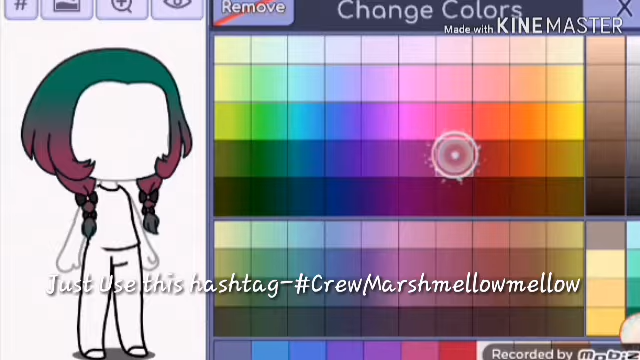 #
Remove
Change Colors
X
Made with KINEMASTER
Just Use this hashtag-#CrewMarshmellowmellow
Recorded by